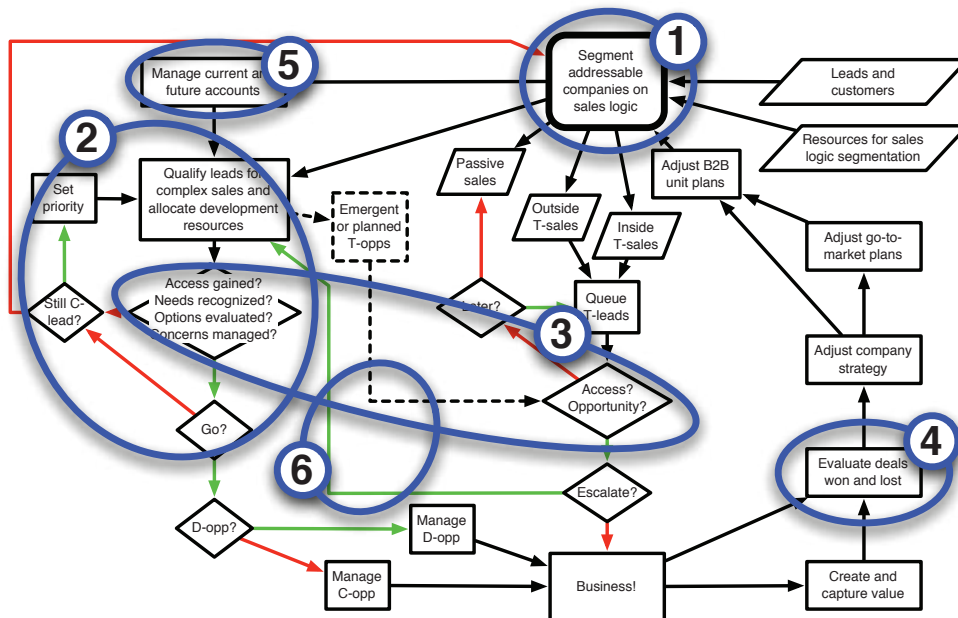 1
Segment
addressable
companies on
sales logic
5
Manage current an
future accounts
Leads and
customers
Resources for sales
logic segmentation
2
Qualify leads for
complex sales and
allocate development
resources
Set
priority
Emergent
or planned
T-opps
Passive
sales
Outside
T-sales
Inside
T-sales
Adjust B2B
unit plans
Adjust go-to-
market plans
Access gained?
Needs recognized?
Options evaluated?
Concerns managed?
Still C-
lead?
Later?
Queue
T-leads
3
Adjust company
strategy
Access?
Opportunity?
Go?
6
4
Evaluate deals
won and lost
Escalate?
D-opp?
Manage
D-opp
Manage
C-opp
Business!
Create and
capture value